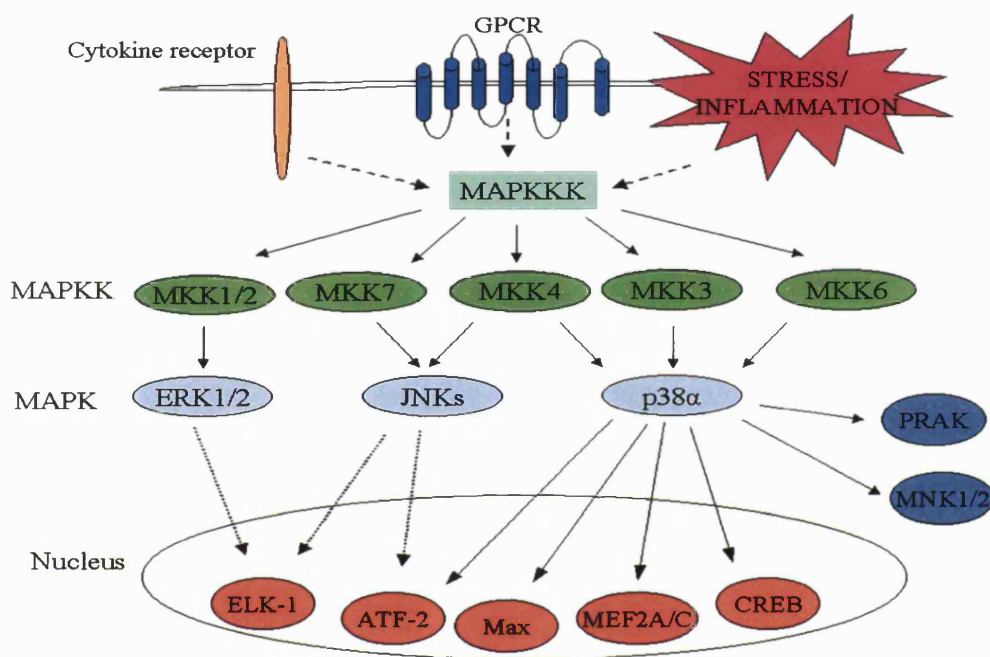 GPCR
Cytokine receptor
STRESS/
INFLAMMATION
MAPKKK
MAPKK
MKK1/2
MKK7
MKK4
MKK3
MKK6
MAPK
ERK1/2
JNKs
p38α
PRAK
MNK1/2
Nucleus
ELK-1
ATF-2
Max
MEF2A/C
CREB